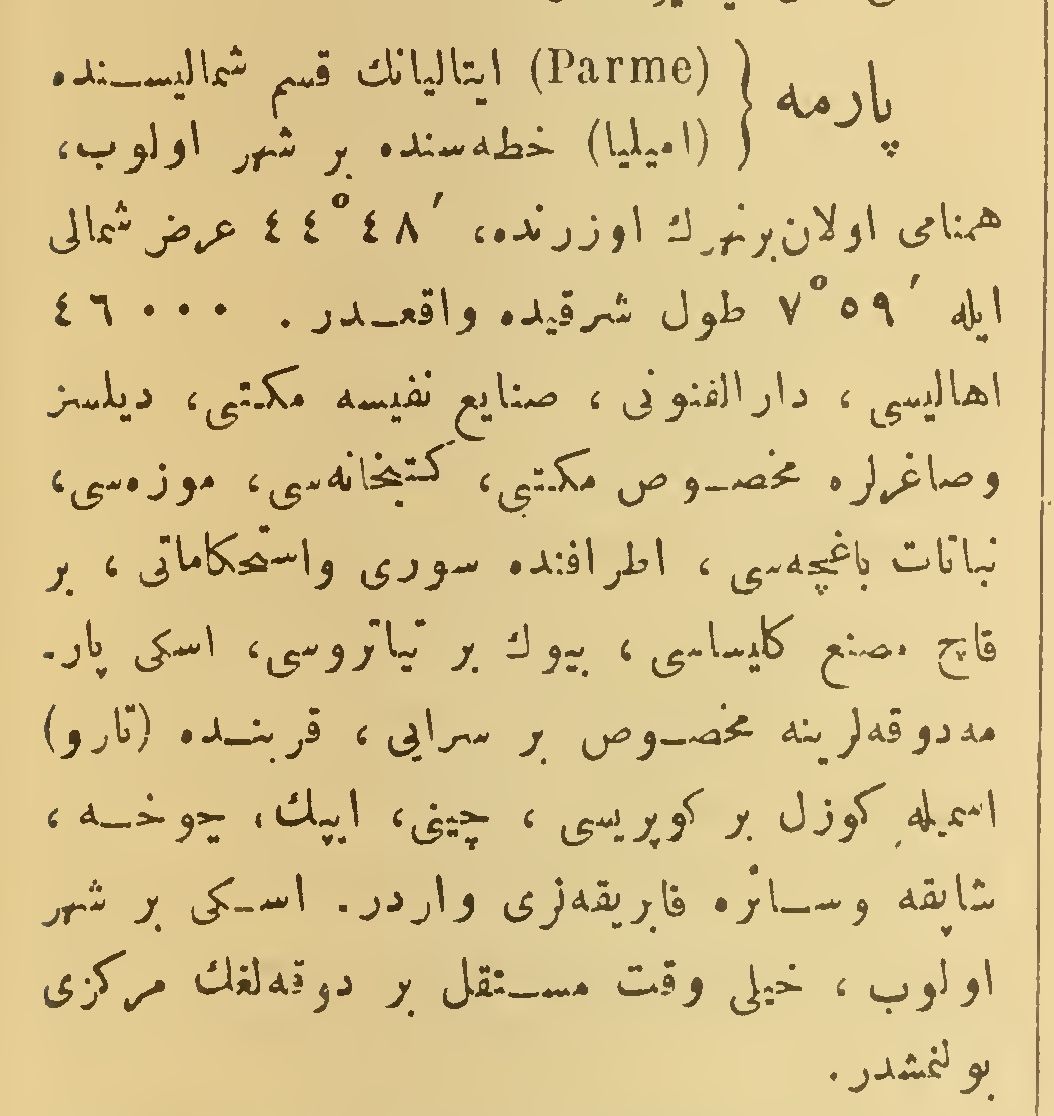 پارمه } (Parme) ایتالیانك قسم شمالیسنده
(امیلیا) خطه‌سنده بر شهر اولوب،
همنامی اولان بر نهرك اوزرنده، ٤٤°٤٨′ عرض شمالی
ایله ٧°٥٩′ طول شرقیده واقعدر. ٤٦٠٠٠
اهالیسی، دار الفنونی، صنایع نفیسه مکتبی، دیلسز
وصاغرلره مخصوص مکتبی، کتبخانه‌سی، موزه‌سی،
نباتات باغچه‌سی، اطرافنده سوری واستحکاماتی، بر
قاچ مصنع کلیساسی، بیوك بر تیاتروسی، اسکی پار-
مه دوقه‌لرینه مخصوص بر سرایی، قربنده (تارو)
اسمیله کوزل بر کوپریسی، چینی، ایپك، چوخه،
شاپقه وسائره فابریقه‌لری واردر. اسکی بر شهر
اولوب، خیلی وقت مستقل بر دوقه‌لغك مرکزی
بولنمشدر.